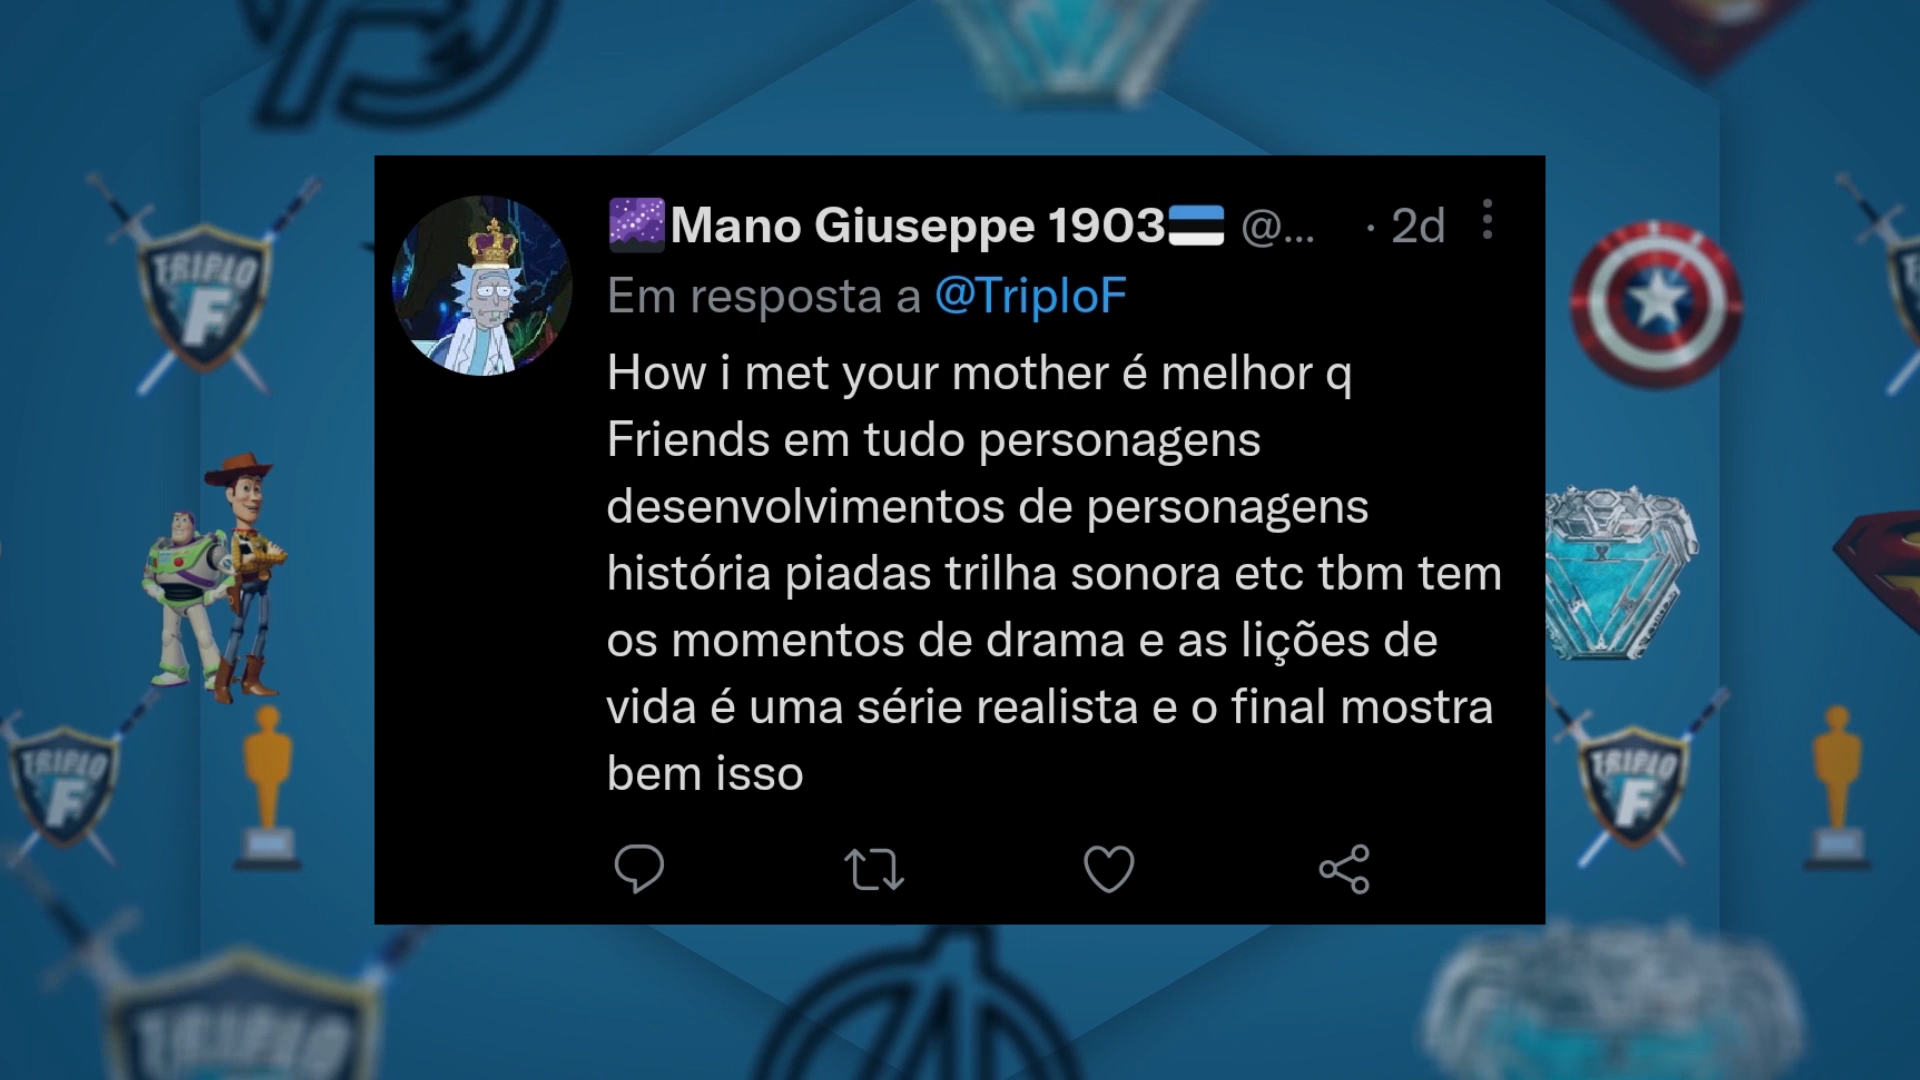 Mano Giuseppe 1903 @... · 2d
Em resposta a @TriploF
How i met your mother é melhor q
Friends em tudo personagens
desenvolvimentos de personagens
história piadas trilha sonora etc tbm tem
os momentos de drama e as lições de
vida é uma série realista e o final mostra
bem isso
TRIPLO
F
TRIPLO
F
TRIPLO
F
TRIPLO